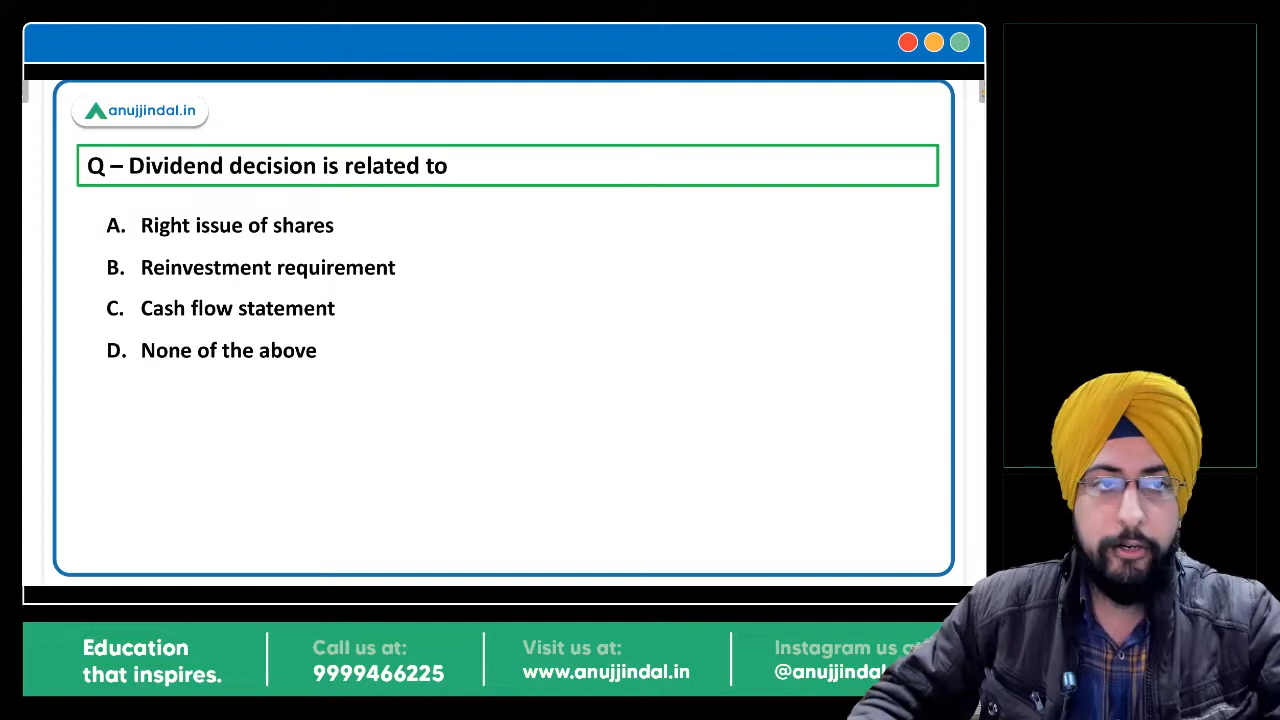 anujjindal.in
Q – Dividend decision is related to
A. Right issue of shares
B. Reinvestment requirement
C. Cash flow statement
D. None of the above
Education
that inspires.
Call us at:
9999466225
Visit us at:
www.anujjindal.in
Instagram us at
@anujjindal